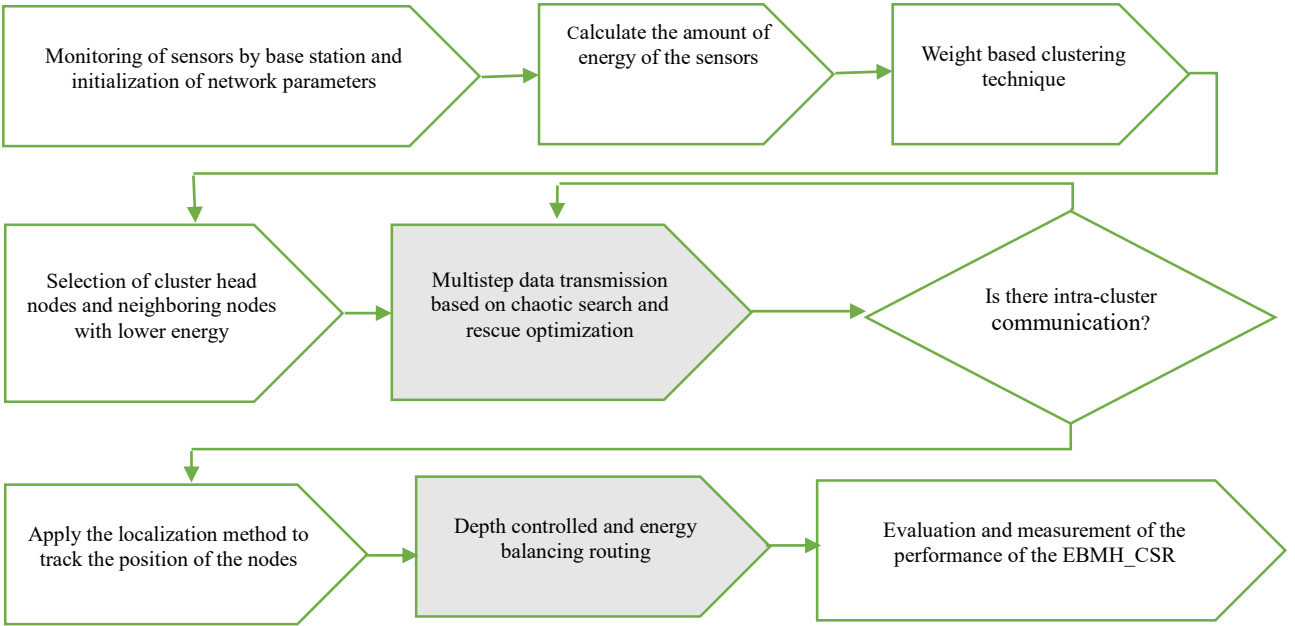 Monitoring of sensors by base station and
initialization of network parameters
Calculate the amount of
energy of the sensors
Weight based clustering
technique
Selection of cluster head
nodes and neighboring nodes
with lower energy
Multistep data transmission
based on chaotic search and
rescue optimization
Is there intra-cluster
communication?
Apply the localization method to
track the position of the nodes
Depth controlled and energy
balancing routing
Evaluation and measurement of the
performance of the EBMH_CSR